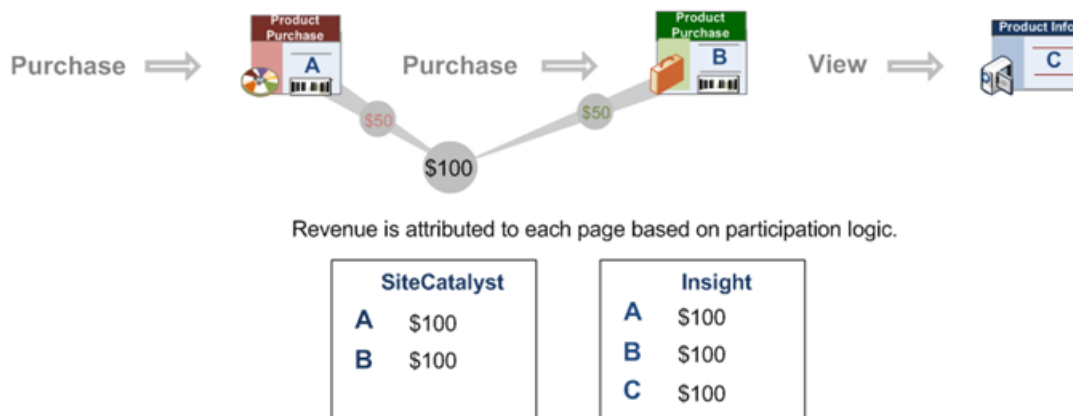 Product
Purchase
A
Product
Purchase
B
Product Info
C
Purchase
Purchase
View
$50
$50
$100
Revenue is attributed to each page based on participation logic.
SiteCatalyst
A $100
B $100
Insight
A $100
B $100
C $100